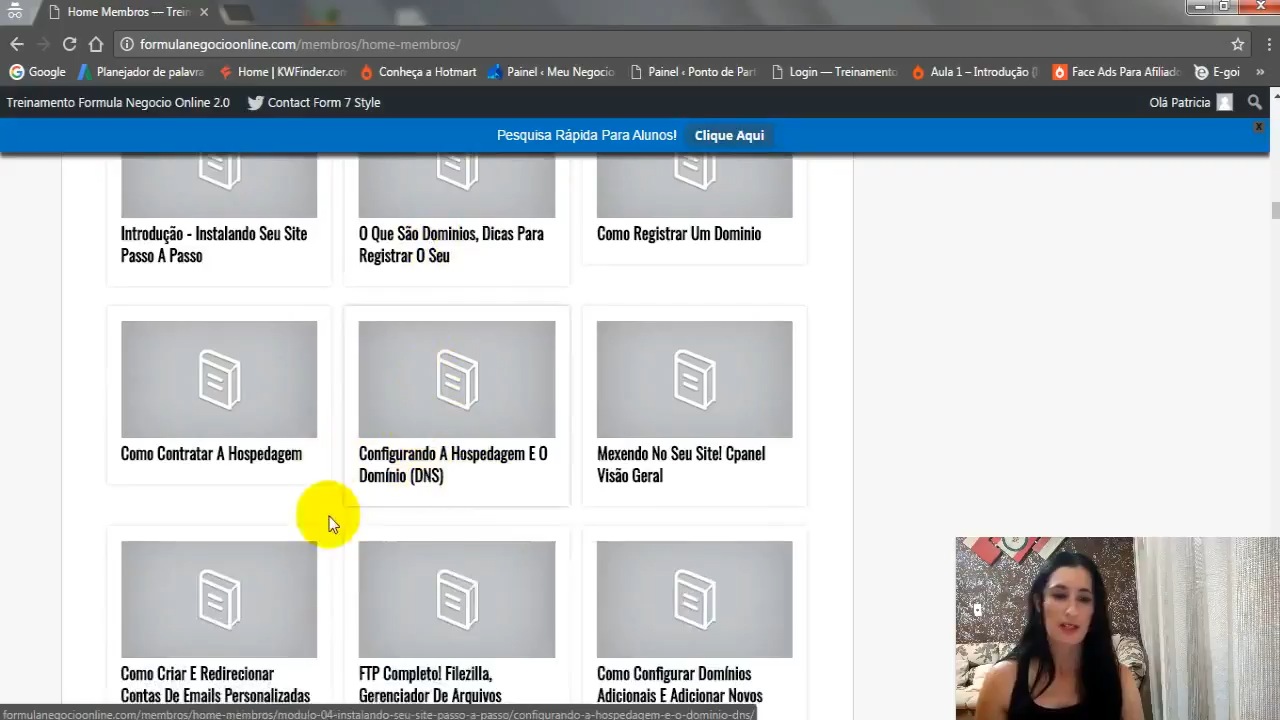 Home Membros — Trein
formulanegocioonline.com/membros/home-membros/
Google
Planejador de palavra
Home | KWFinder.com
Conheça a Hotmart
Painel ‹ Meu Negocio
Painel ‹ Ponto de Part
Login — Treinamento
Aula 1 – Introdução (
Face Ads Para Afiliado
E-goi
»
Treinamento Formula Negocio Online 2.0
Contact Form 7 Style
Olá Patricia
Pesquisa Rápida Para Alunos! Clique Aqui
x
Introdução - Instalando Seu Site
Passo A Passo
O Que São Dominios, Dicas Para
Registrar O Seu
Como Registrar Um Dominio
Como Contratar A Hospedagem
Configurando A Hospedagem E O
Domínio (DNS)
Mexendo No Seu Site! Cpanel
Visão Geral
Como Criar E Redirecionar
Contas De Emails Personalizadas
FTP Completo! Filezilla,
Gerenciador De Arquivos
Como Configurar Domínios
Adicionais E Adicionar Novos
formulanegocioonline.com/membros/home-membros/modulo-04-instalando-seu-site-passo-a-passo/configurando-a-hospedagem-e-o-dominio-dns/